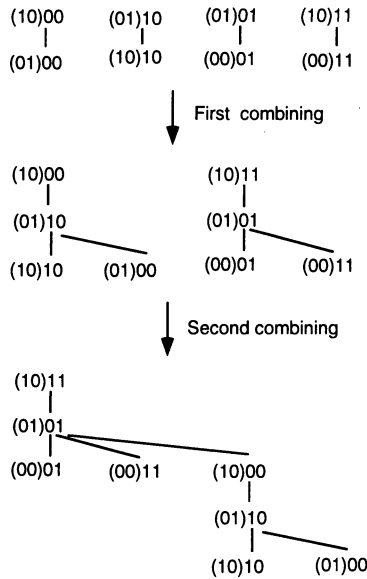 (10)00 (01)10 (01)01 (10)11
(01)00 (10)10 (00)01 (00)11
First combining
(10)00 (10)11
(01)10 (01)01
(10)10 (01)00 (00)01 (00)11
Second combining
(10)11
(01)01
(00)01 (00)11 (10)00
(01)10
(10)10 (01)00